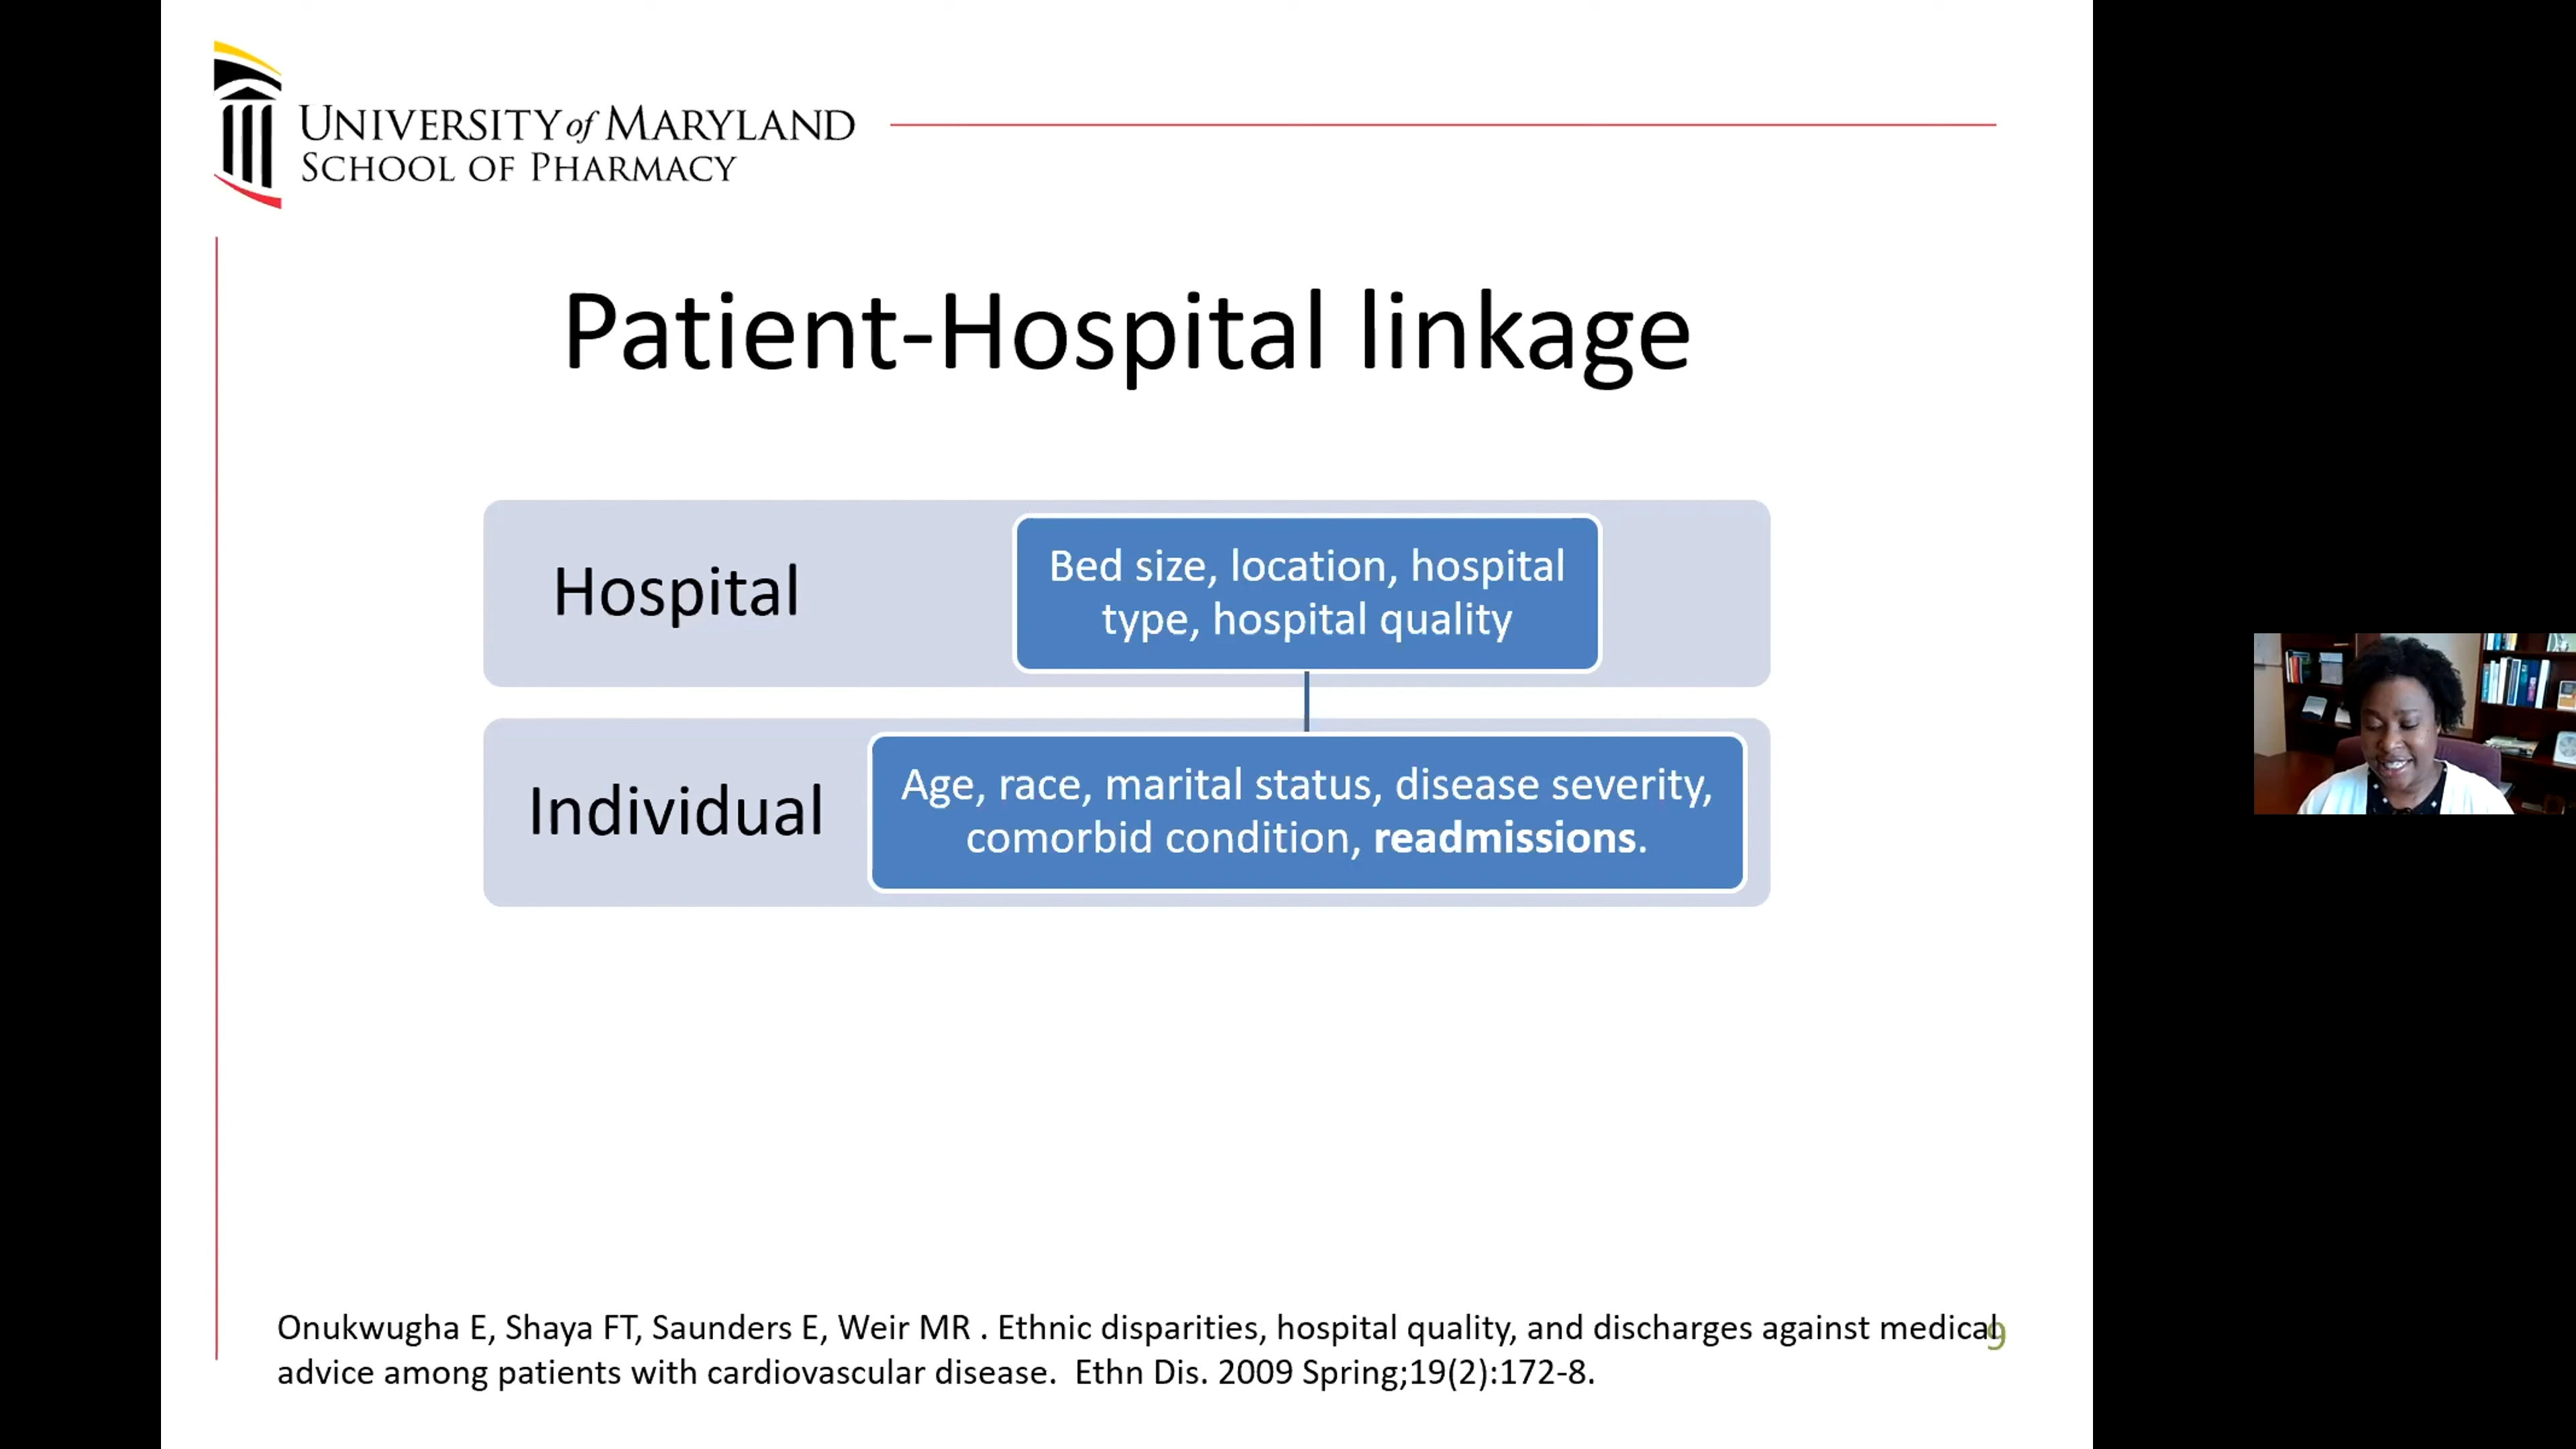 UNIVERSITY of MARYLAND
SCHOOL OF PHARMACY
Patient-Hospital linkage
Hospital
Bed size, location, hospital
type, hospital quality
Individual
Age, race, marital status, disease severity,
comorbid condition, readmissions.
Onukwugha E, Shaya FT, Saunders E, Weir MR . Ethnic disparities, hospital quality, and discharges against medical
advice among patients with cardiovascular disease.  Ethn Dis. 2009 Spring;19(2):172-8.
9